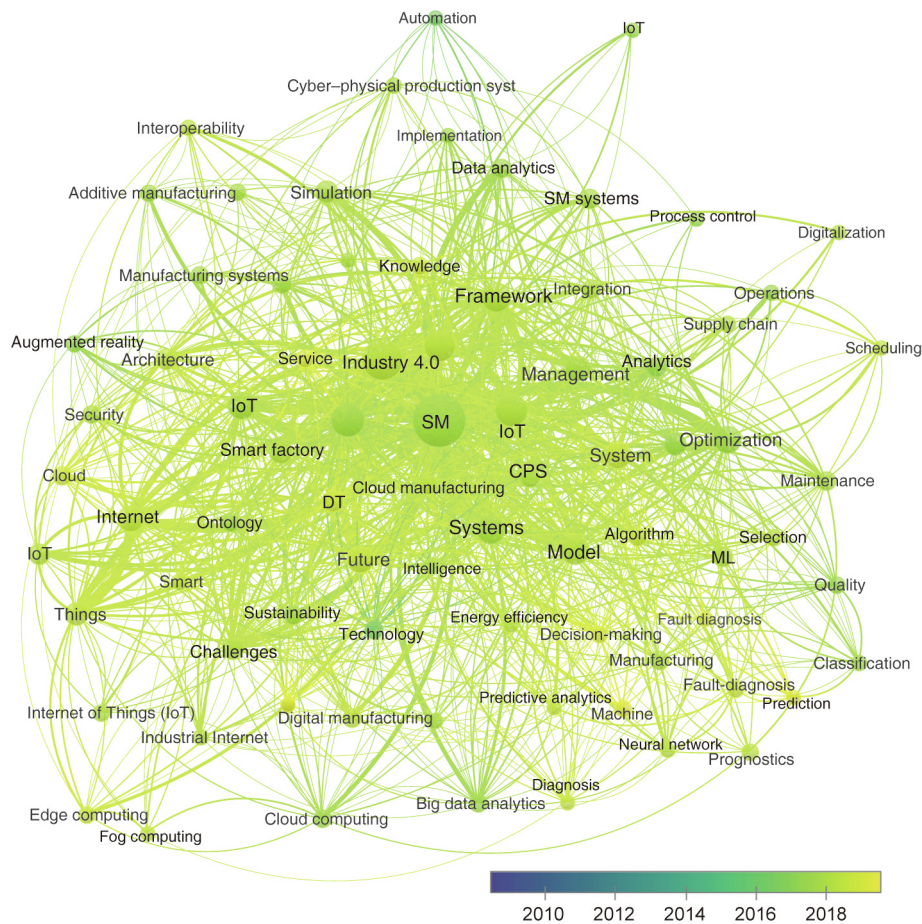 Automation
IoT
Cyber–physical production syst
Interoperability
Implementation
Data analytics
Additive manufacturing
Simulation
SM systems
Process control
Digitalization
Knowledge
Manufacturing systems
Framework
Integration
Operations
Supply chain
Augmented reality
Architecture
Service
Industry 4.0
Management
Analytics
Scheduling
IoT
Security
SM
IoT
Optimization
Smart factory
System
Cloud
CPS
Maintenance
Cloud manufacturing
DT
Internet
Ontology
Systems
Algorithm
Selection
IoT
Future
Intelligence
Model
ML
Smart
Quality
Things
Sustainability
Technology
Energy efficiency
Decision-making
Fault diagnosis
Challenges
Manufacturing
Classification
Fault-diagnosis
Predictive analytics
Prediction
Internet of Things (IoT)
Digital manufacturing
Machine
Industrial Internet
Neural network
Prognostics
Diagnosis
Edge computing
Cloud computing
Big data analytics
Fog computing
2010 2012 2014 2016 2018